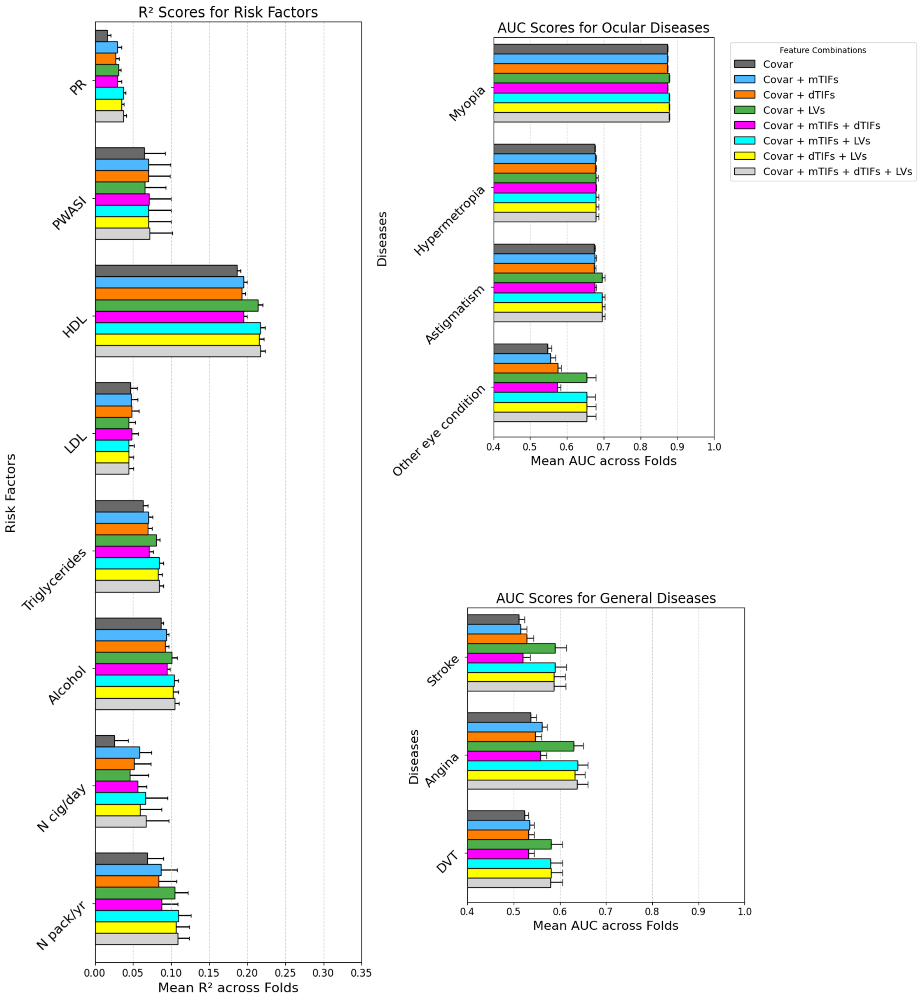 R² Scores for Risk Factors
Risk Factors
PR
PWASI
HDL
LDL
Triglycerides
Alcohol
N cig/day
N pack/yr
0.00 0.05 0.10 0.15 0.20 0.25 0.30 0.35
Mean R² across Folds
AUC Scores for Ocular Diseases
Diseases
Myopia
Hypermetropia
Astigmatism
Other eye condition
0.4 0.5 0.6 0.7 0.8 0.9 1.0
Mean AUC across Folds
Feature Combinations
Covar
Covar + mTIFs
Covar + dTIFs
Covar + LVs
Covar + mTIFs + dTIFs
Covar + mTIFs + LVs
Covar + dTIFs + LVs
Covar + mTIFs + dTIFs + LVs
AUC Scores for General Diseases
Diseases
Stroke
Angina
DVT
0.4 0.5 0.6 0.7 0.8 0.9 1.0
Mean AUC across Folds